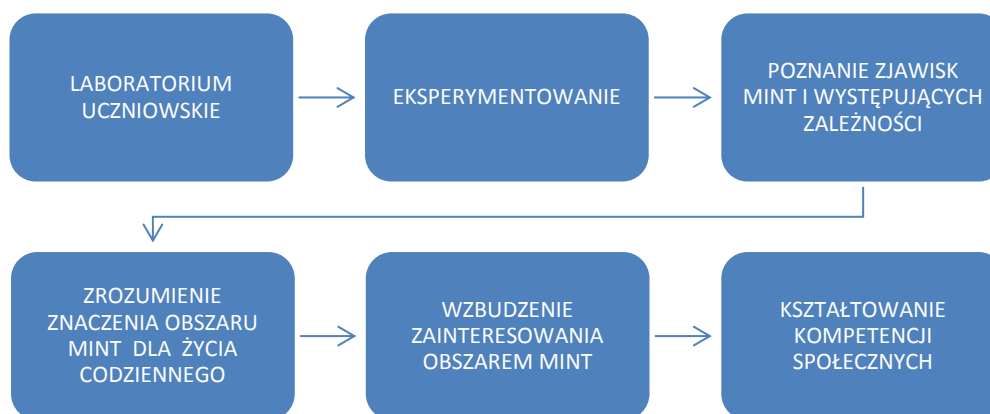 LABORATORIUM
UCZNIOWSKIE
EKSPERYMENTOWANIE
POZNANIE ZJAWISK
MINT I WYSTĘPUJĄCYCH
ZALEŻNOŚCI
ZROZUMIENIE
ZNACZENIA OBSZARU
MINT DLA ŻYCIA
CODZIENNEGO
WZBUDZENIE
ZAINTERESOWANIA
OBSZAREM MINT
KSZTAŁTOWANIE
KOMPETENCJI
SPOŁECZNYCH